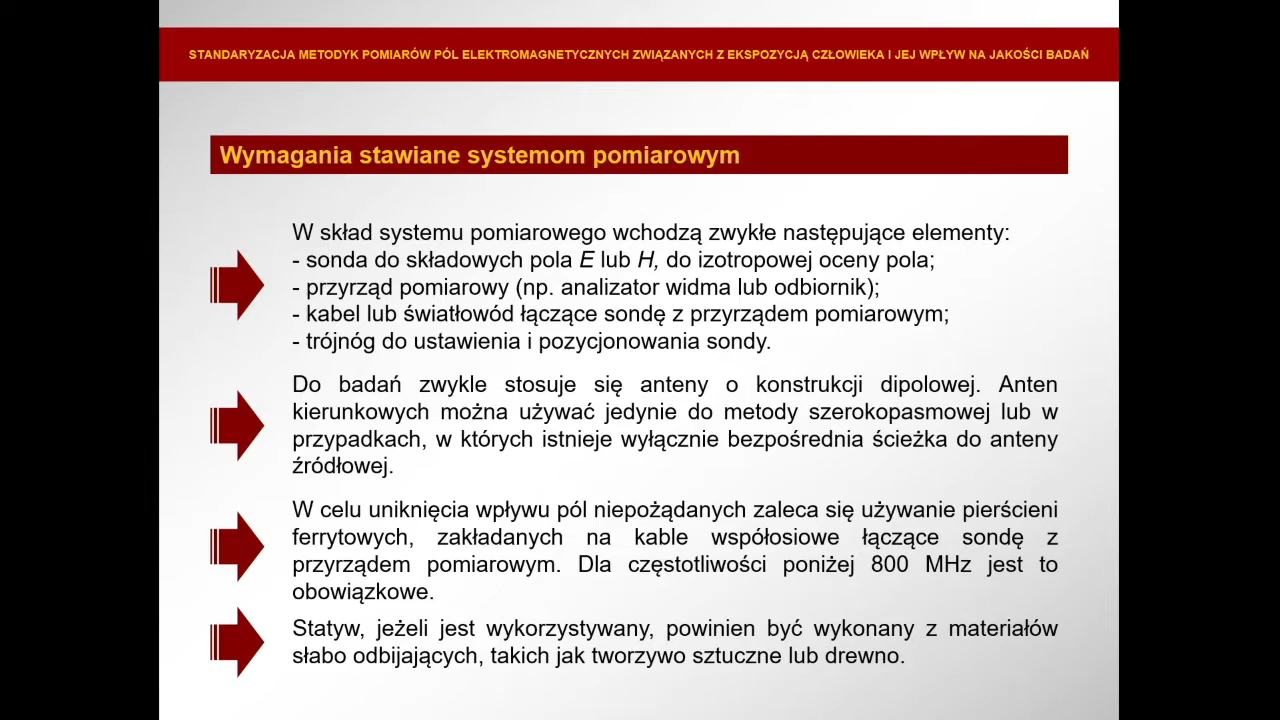 STANDARYZACJA METODYK POMIARÓW PÓL ELEKTROMAGNETYCZNYCH ZWIĄZANYCH Z EKSPOZYCJĄ CZŁOWIEKA I JEJ WPŁYW NA JAKOŚCI BADAŃ
Wymagania stawiane systemom pomiarowym
W skład systemu pomiarowego wchodzą zwykłe następujące elementy:
- sonda do składowych pola E lub H, do izotropowej oceny pola;
- przyrząd pomiarowy (np. analizator widma lub odbiornik);
- kabel lub światłowód łączące sondę z przyrządem pomiarowym;
- trójnóg do ustawienia i pozycjonowania sondy.
Do badań zwykle stosuje się anteny o konstrukcji dipolowej. Anten
kierunkowych można używać jedynie do metody szerokopasmowej lub w
przypadkach, w których istnieje wyłącznie bezpośrednia ścieżka do anteny
źródłowej.
W celu uniknięcia wpływu pól niepożądanych zaleca się używanie pierścieni
ferrytowych, zakładanych na kable współosiowe łączące sondę z
przyrządem pomiarowym. Dla częstotliwości poniżej 800 MHz jest to
obowiązkowe.
Statyw, jeżeli jest wykorzystywany, powinien być wykonany z materiałów
słabo odbijających, takich jak tworzywo sztuczne lub drewno.